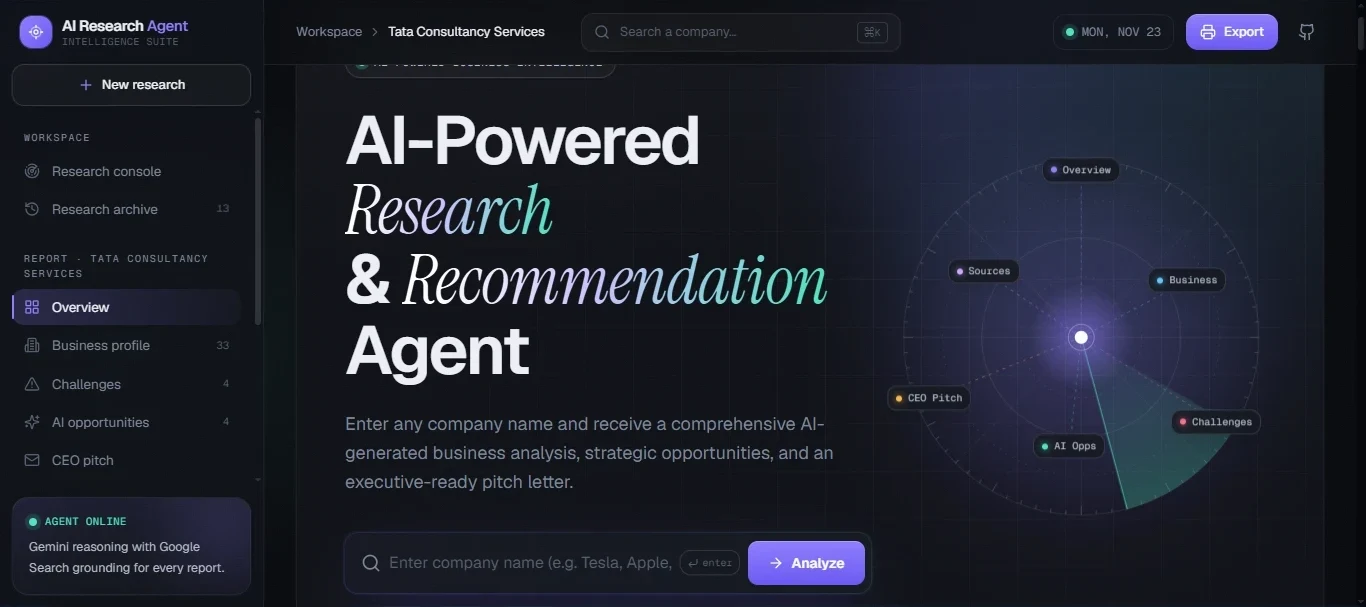 AI Research Agent
INTELLIGENCE SUITE
New research
WORKSPACE
Research console
Research archive 13
REPORT · TATA CONSULTANCY
SERVICES
Overview
Business profile 33
Challenges 4
AI opportunities 4
CEO pitch
AGENT ONLINE
Gemini reasoning with Google
Search grounding for every report.
Workspace > Tata Consultancy Services
Search a company... ⌘K
MON, NOV 23
Export
AI-Powered
Research
& Recommendation
Agent
Enter any company name and receive a comprehensive AI-
generated business analysis, strategic opportunities, and an
executive-ready pitch letter.
Enter company name (e.g. Tesla, Apple, ↵ enter
Analyze
Overview
Sources
Business
CEO Pitch
Challenges
AI Opps